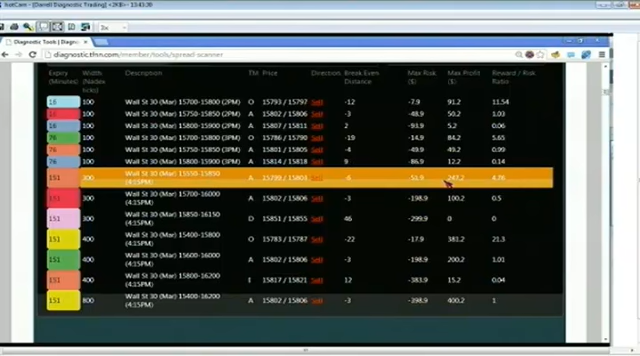 HotCam - [Darrell Diagnostic Trading] <2KB> - 13:43:20
3x
Diagnostic Tools | Diagnos
diagnostic.tfnn.com/member/tools/spread-scanner
Expiry (Minutes) Width (Nadex ticks) Description TM Price Direction Break Even Distance Max Risk ($) Max Profit ($) Reward / Risk Ratio
16 100 Wall St 30 (Mar) 15700-15800 (2PM) O 15793 / 15797 Sell -12 -7.9 91.2 11.54
100 Wall St 30 (Mar) 15750-15850 (2PM) A 15802 / 15806 Sell -3 -48.9 50.2 1.03
16 100 Wall St 30 (Mar) 15800-15900 (2PM) 15807 / 15811 Sell 2 -93.9 5.2 0.06
76 100 Wall St 30 (Mar) 15700-15800 (3PM) O 15786 / 15790 Sell -19 -14.9 84.2 5.65
76 100 Wall St 30 (Mar) 15750-15850 (3PM) A 15801 / 15805 Sell -4 -49.9 49.2 0.99
76 100 Wall St 30 (Mar) 15800-15900 (3PM) 15814 / 15818 Sell 9 -86.9 12.2 0.14
151 300 Wall St 30 (Mar) 15550-15850 (4:15PM) A 15799 / 15803 Sell -6 -51.9 247.2 4.76
151 300 Wall St 30 (Mar) 15700-16000 (4:15PM) A 15802 / 15806 Sell -3 -198.9 100.2 0.5
151 300 Wall St 30 (Mar) 15850-16150 (4:15PM) D 15851 / 15855 Sell 46 -299.9 0 0
151 400 Wall St 30 (Mar) 15400-15800 (4:15PM) O 15783 / 15787 Sell -22 -17.9 381.2 21.3
151 400 Wall St 30 (Mar) 15600-16000 (4:15PM) A 15802 / 15806 Sell -3 -198.9 200.2 1.01
151 400 Wall St 30 (Mar) 15800-16200 (4:15PM) I 15817 / 15821 Sell 12 -383.9 15.2 0.04
151 800 Wall St 30 (Mar) 15400-16200 (4:15PM) A 15802 / 15806 Sell -3 -398.9 400.2 1